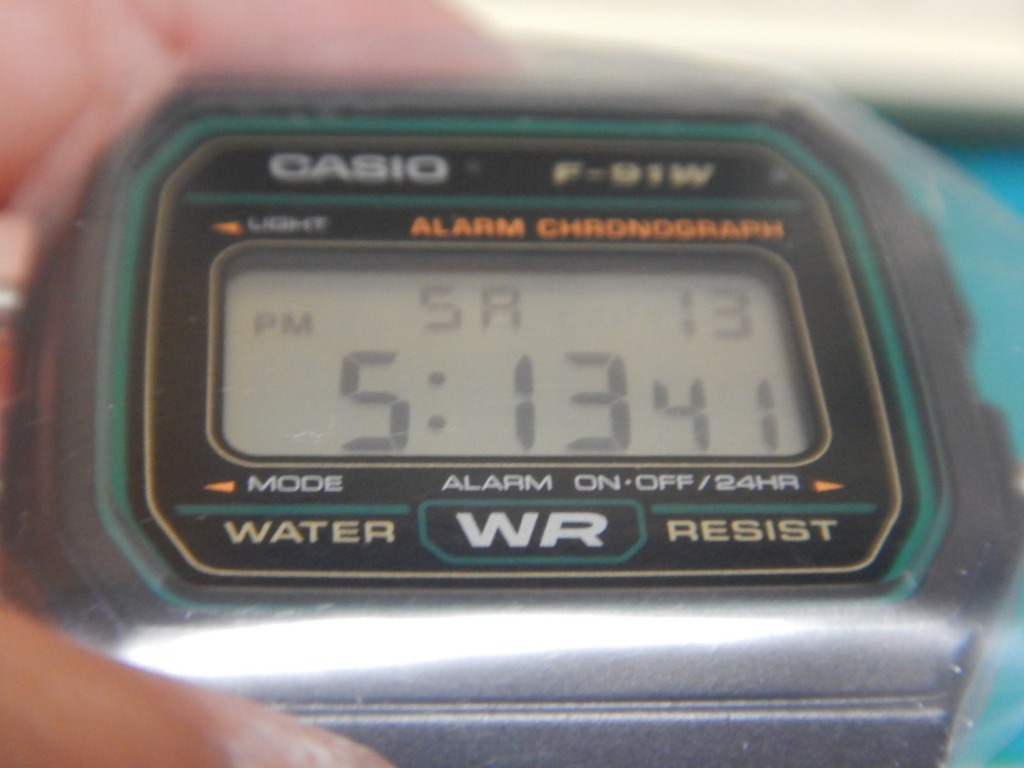 CASIO F-91W
LIGHT ALARM CHRONOGRAPH
PM SA 13
5:13 41
MODE ALARM ON·OFF/24HR
WATER WR RESIST